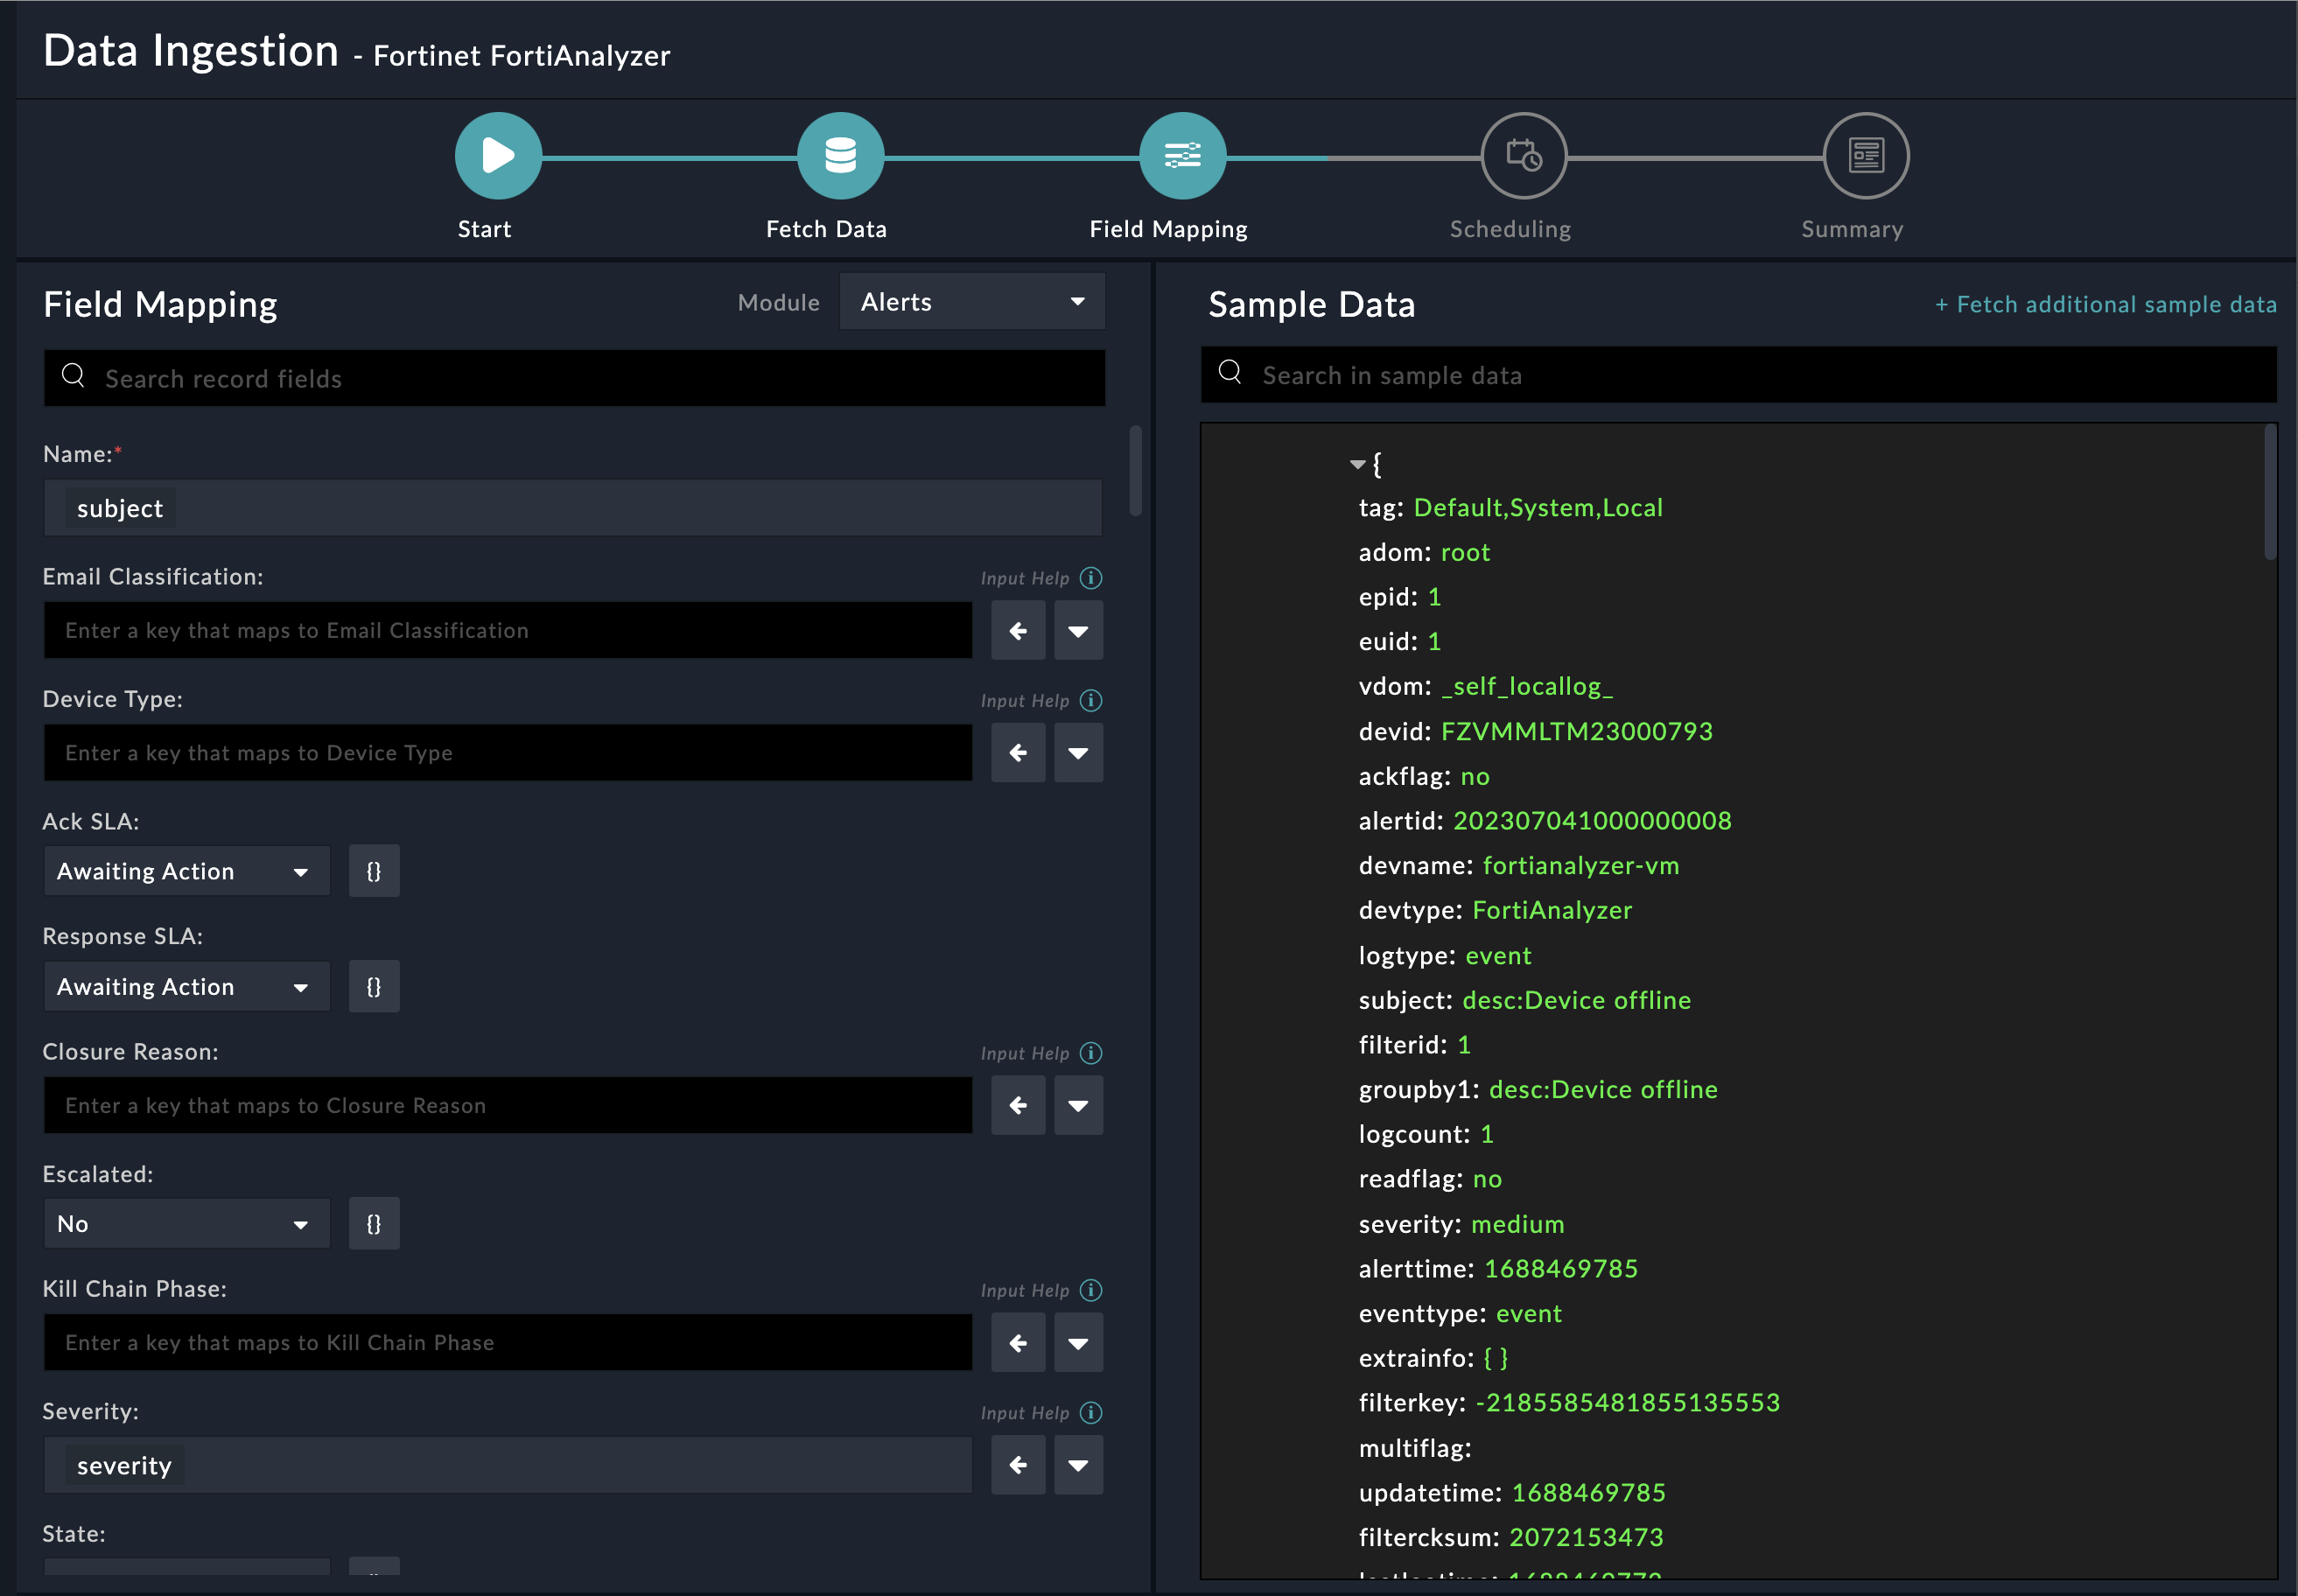 Data Ingestion - Fortinet FortiAnalyzer
Start
Fetch Data
Field Mapping
Scheduling
Summary
Field Mapping
Module
Alerts
Search record fields
Name:*
subject
Email Classification:
Input Help
Enter a key that maps to Email Classification
Device Type:
Input Help
Enter a key that maps to Device Type
Ack SLA:
Awaiting Action
{}
Response SLA:
Awaiting Action
{}
Closure Reason:
Input Help
Enter a key that maps to Closure Reason
Escalated:
No
{}
Kill Chain Phase:
Input Help
Enter a key that maps to Kill Chain Phase
Severity:
Input Help
severity
State:
Sample Data
+ Fetch additional sample data
Search in sample data
{
tag: Default,System,Local
adom: root
epid: 1
euid: 1
vdom: _self_locallog_
devid: FZVMMLTM23000793
ackflag: no
alertid: 202307041000000008
devname: fortianalyzer-vm
devtype: FortiAnalyzer
logtype: event
subject: desc:Device offline
filterid: 1
groupby1: desc:Device offline
logcount: 1
readflag: no
severity: medium
alerttime: 1688469785
eventtype: event
extrainfo: { }
filterkey: -2185585481855135553
multiflag:
updatetime: 1688469785
filtercksum: 2072153473